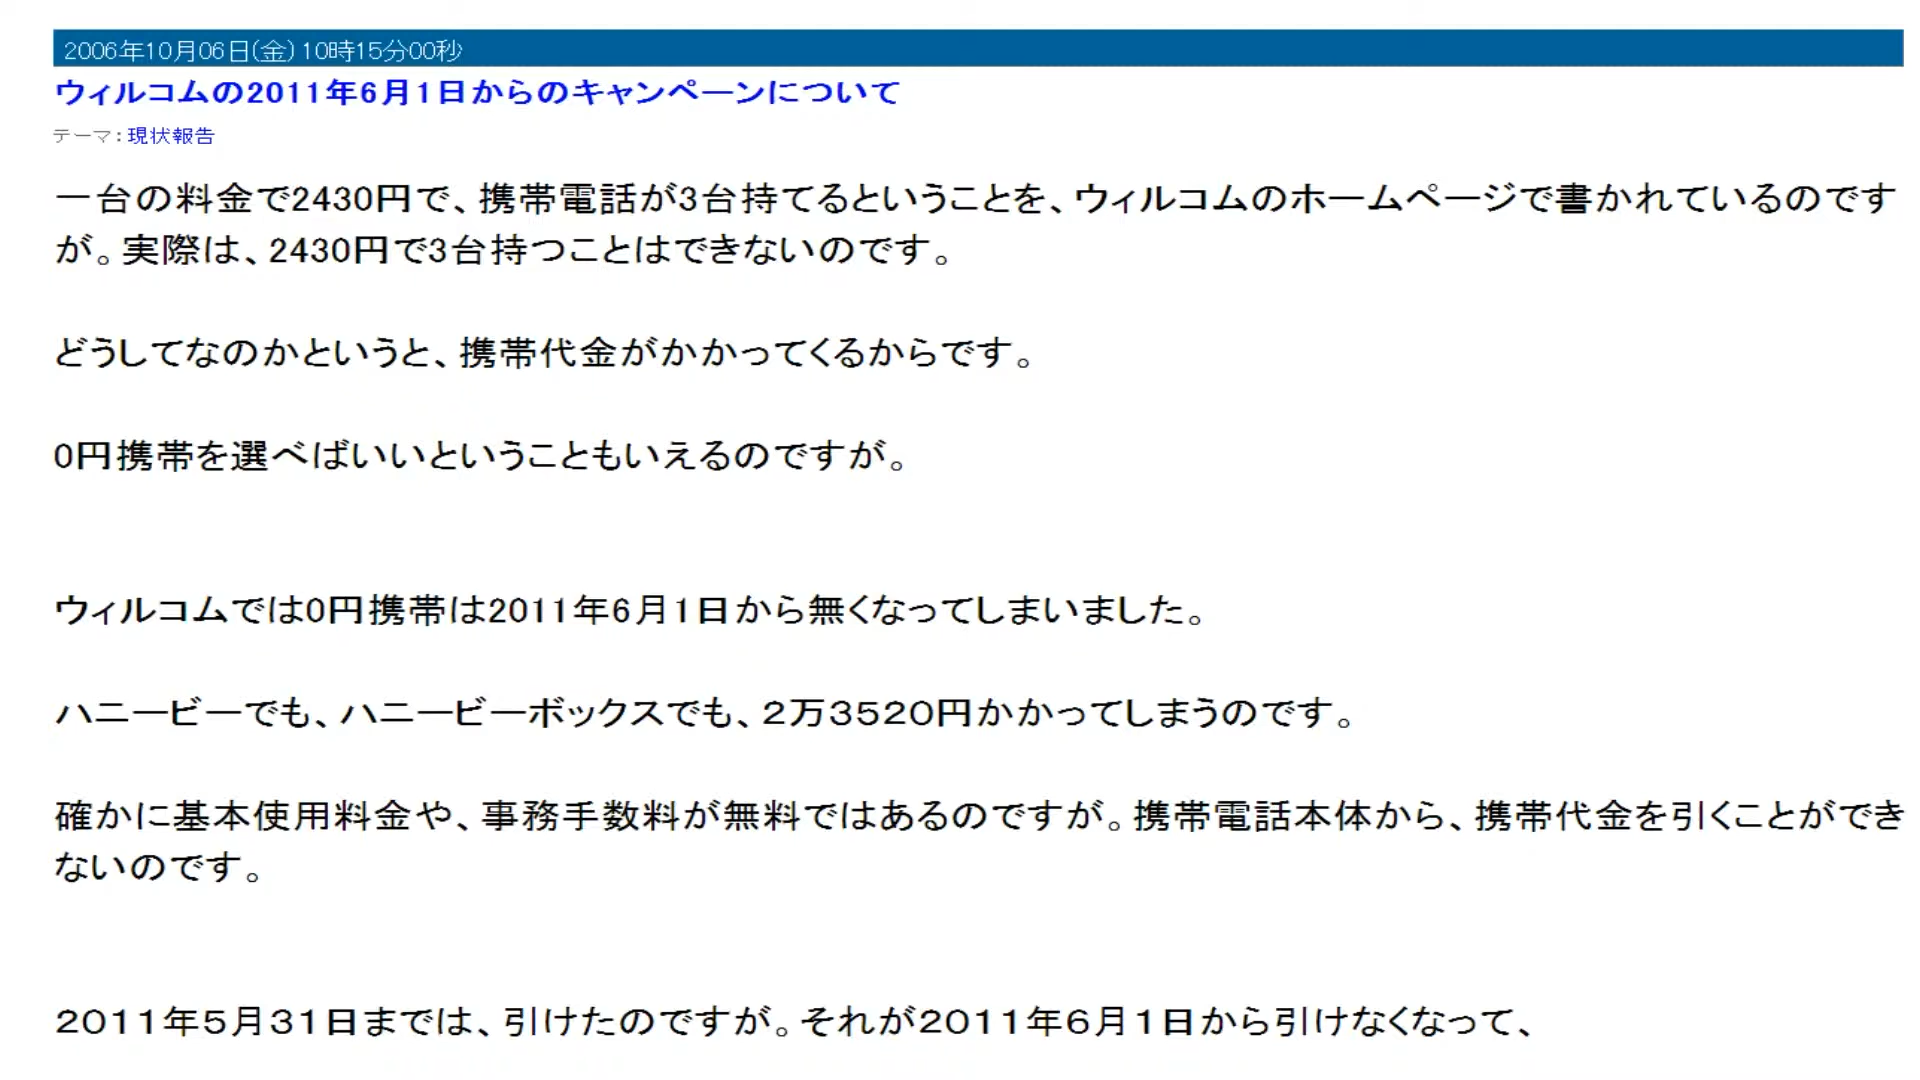 2006年10月06日(金) 10時15分00秒
ウィルコムの2011年6月1日からのキャンペーンについて
テーマ：現状報告
一台の料金で2430円で、携帯電話が3台持てるということを、ウィルコムのホームページで書かれているのです
が。実際は、2430円で3台持つことはできないのです。
どうしてなのかというと、携帯代金がかかってくるからです。
0円携帯を選べばいいということもいえるのですが。
ウィルコムでは0円携帯は2011年6月1日から無くなってしまいました。
ハニービーでも、ハニービーボックスでも、２万３５２０円かかってしまうのです。
確かに基本使用料金や、事務手数料が無料ではあるのですが。携帯電話本体から、携帯代金を引くことができ
ないのです。
２０１１年５月３１日までは、引けたのですが。それが２０１１年６月１日から引けなくなって、